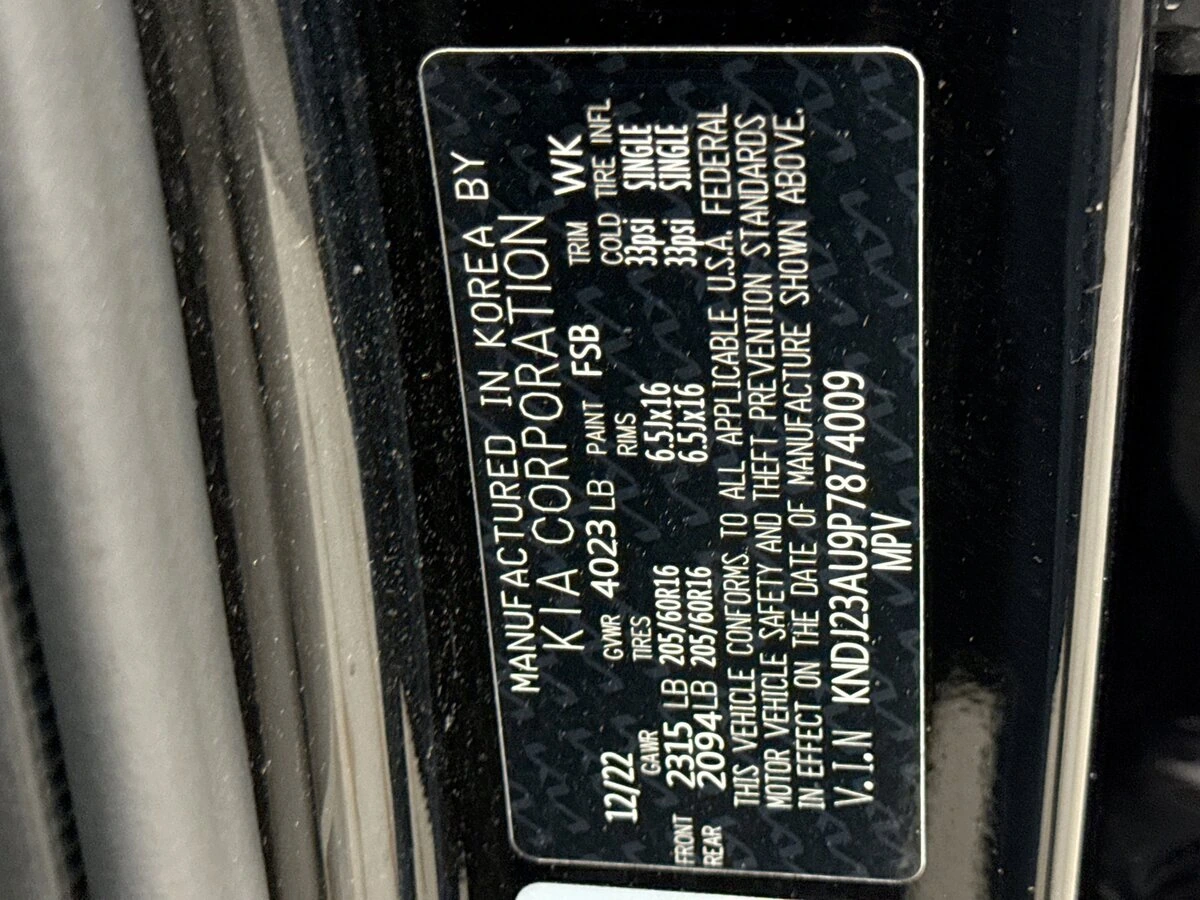 MANUFACTURED IN KOREA BY
KIA CORPORATION
12/22 GVWR 4023 LB PAINT FSB TRIM WK
GAWR TIRES RIMS COLD TIRE INFL
FRONT 2315 LB 205/60R16 6.5Jx16 33psi SINGLE
REAR 2094LB 205/60R16 6.5Jx16 33psi SINGLE
THIS VEHICLE CONFORMS TO ALL APPLICABLE U.S.A. FEDERAL
MOTOR VEHICLE SAFETY AND THEFT PREVENTION STANDARDS
IN EFFECT ON THE DATE OF MANUFACTURE SHOWN ABOVE.
V.I.N KNDJ23AU9P7874009
MPV